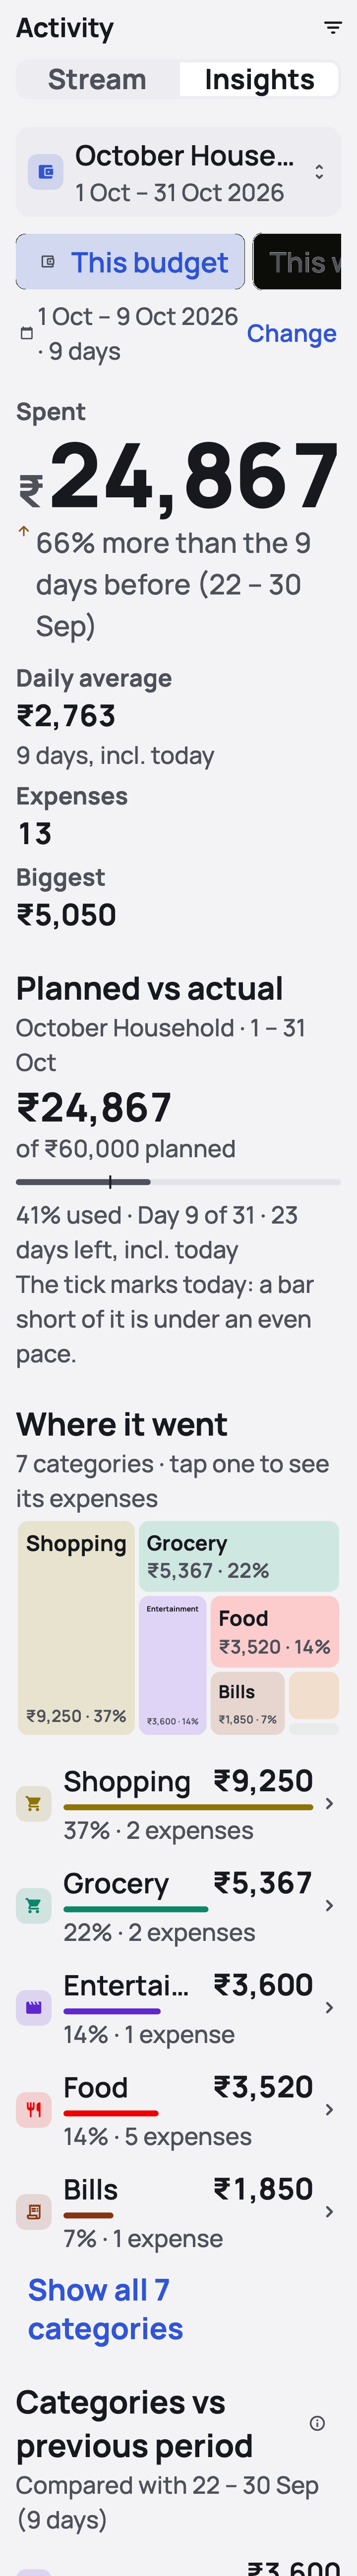 Activity
Stream Insights
October House...
1 Oct – 31 Oct 2026
This budget This w
1 Oct – 9 Oct 2026
· 9 days
Change
Spent
₹24,867
66% more than the 9
days before (22 – 30
Sep)
Daily average
₹2,763
9 days, incl. today
Expenses
13
Biggest
₹5,050
Planned vs actual
October Household · 1 – 31
Oct
₹24,867
of ₹60,000 planned
41% used · Day 9 of 31 · 23
days left, incl. today
The tick marks today: a bar
short of it is under an even
pace.
Where it went
7 categories · tap one to see
its expenses
Shopping
₹9,250 · 37%
Grocery
₹5,367 · 22%
Entertainment
₹3,600 · 14%
Food
₹3,520 · 14%
Bills
₹1,850 · 7%
Shopping ₹9,250
37% · 2 expenses
Grocery ₹5,367
22% · 2 expenses
Entertai... ₹3,600
14% · 1 expense
Food ₹3,520
14% · 5 expenses
Bills ₹1,850
7% · 1 expense
Show all 7
categories
Categories vs
previous period
Compared with 22 – 30 Sep
(9 days)
₹3,600